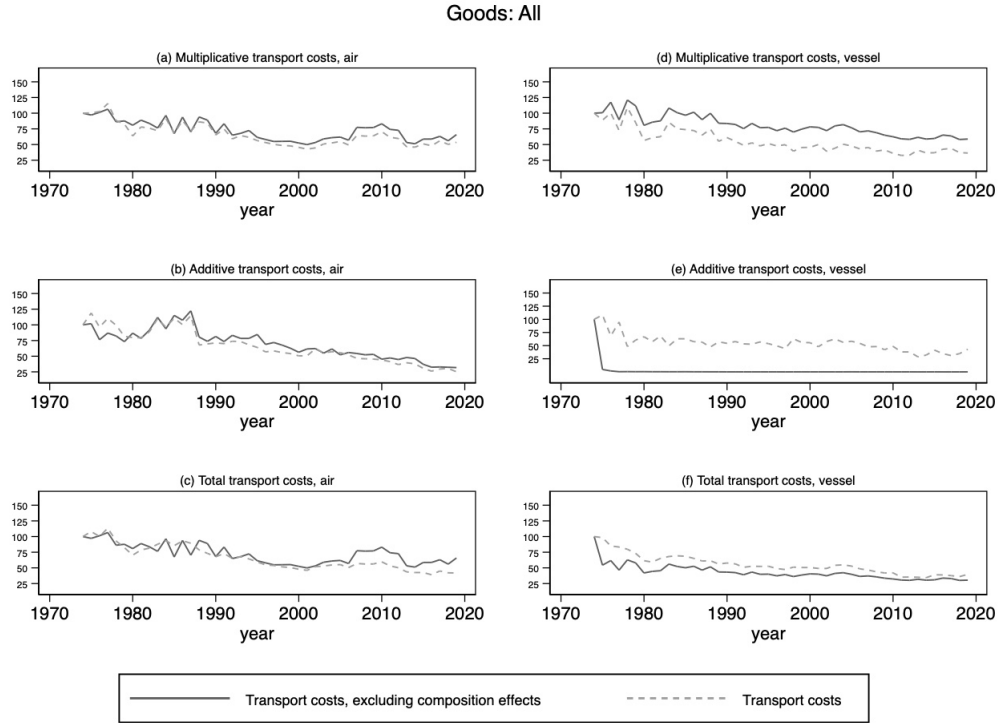 Goods: All
(a) Multiplicative transport costs, air
150
125
100
75
50
25
1970 1980 1990 2000 2010 2020
year
(d) Multiplicative transport costs, vessel
150
125
100
75
50
25
1970 1980 1990 2000 2010 2020
year
(b) Additive transport costs, air
150
125
100
75
50
25
1970 1980 1990 2000 2010 2020
year
(e) Additive transport costs, vessel
150
125
100
75
50
25
1970 1980 1990 2000 2010 2020
year
(c) Total transport costs, air
150
125
100
75
50
25
1970 1980 1990 2000 2010 2020
year
(f) Total transport costs, vessel
150
125
100
75
50
25
1970 1980 1990 2000 2010 2020
year
Transport costs, excluding composition effects Transport costs